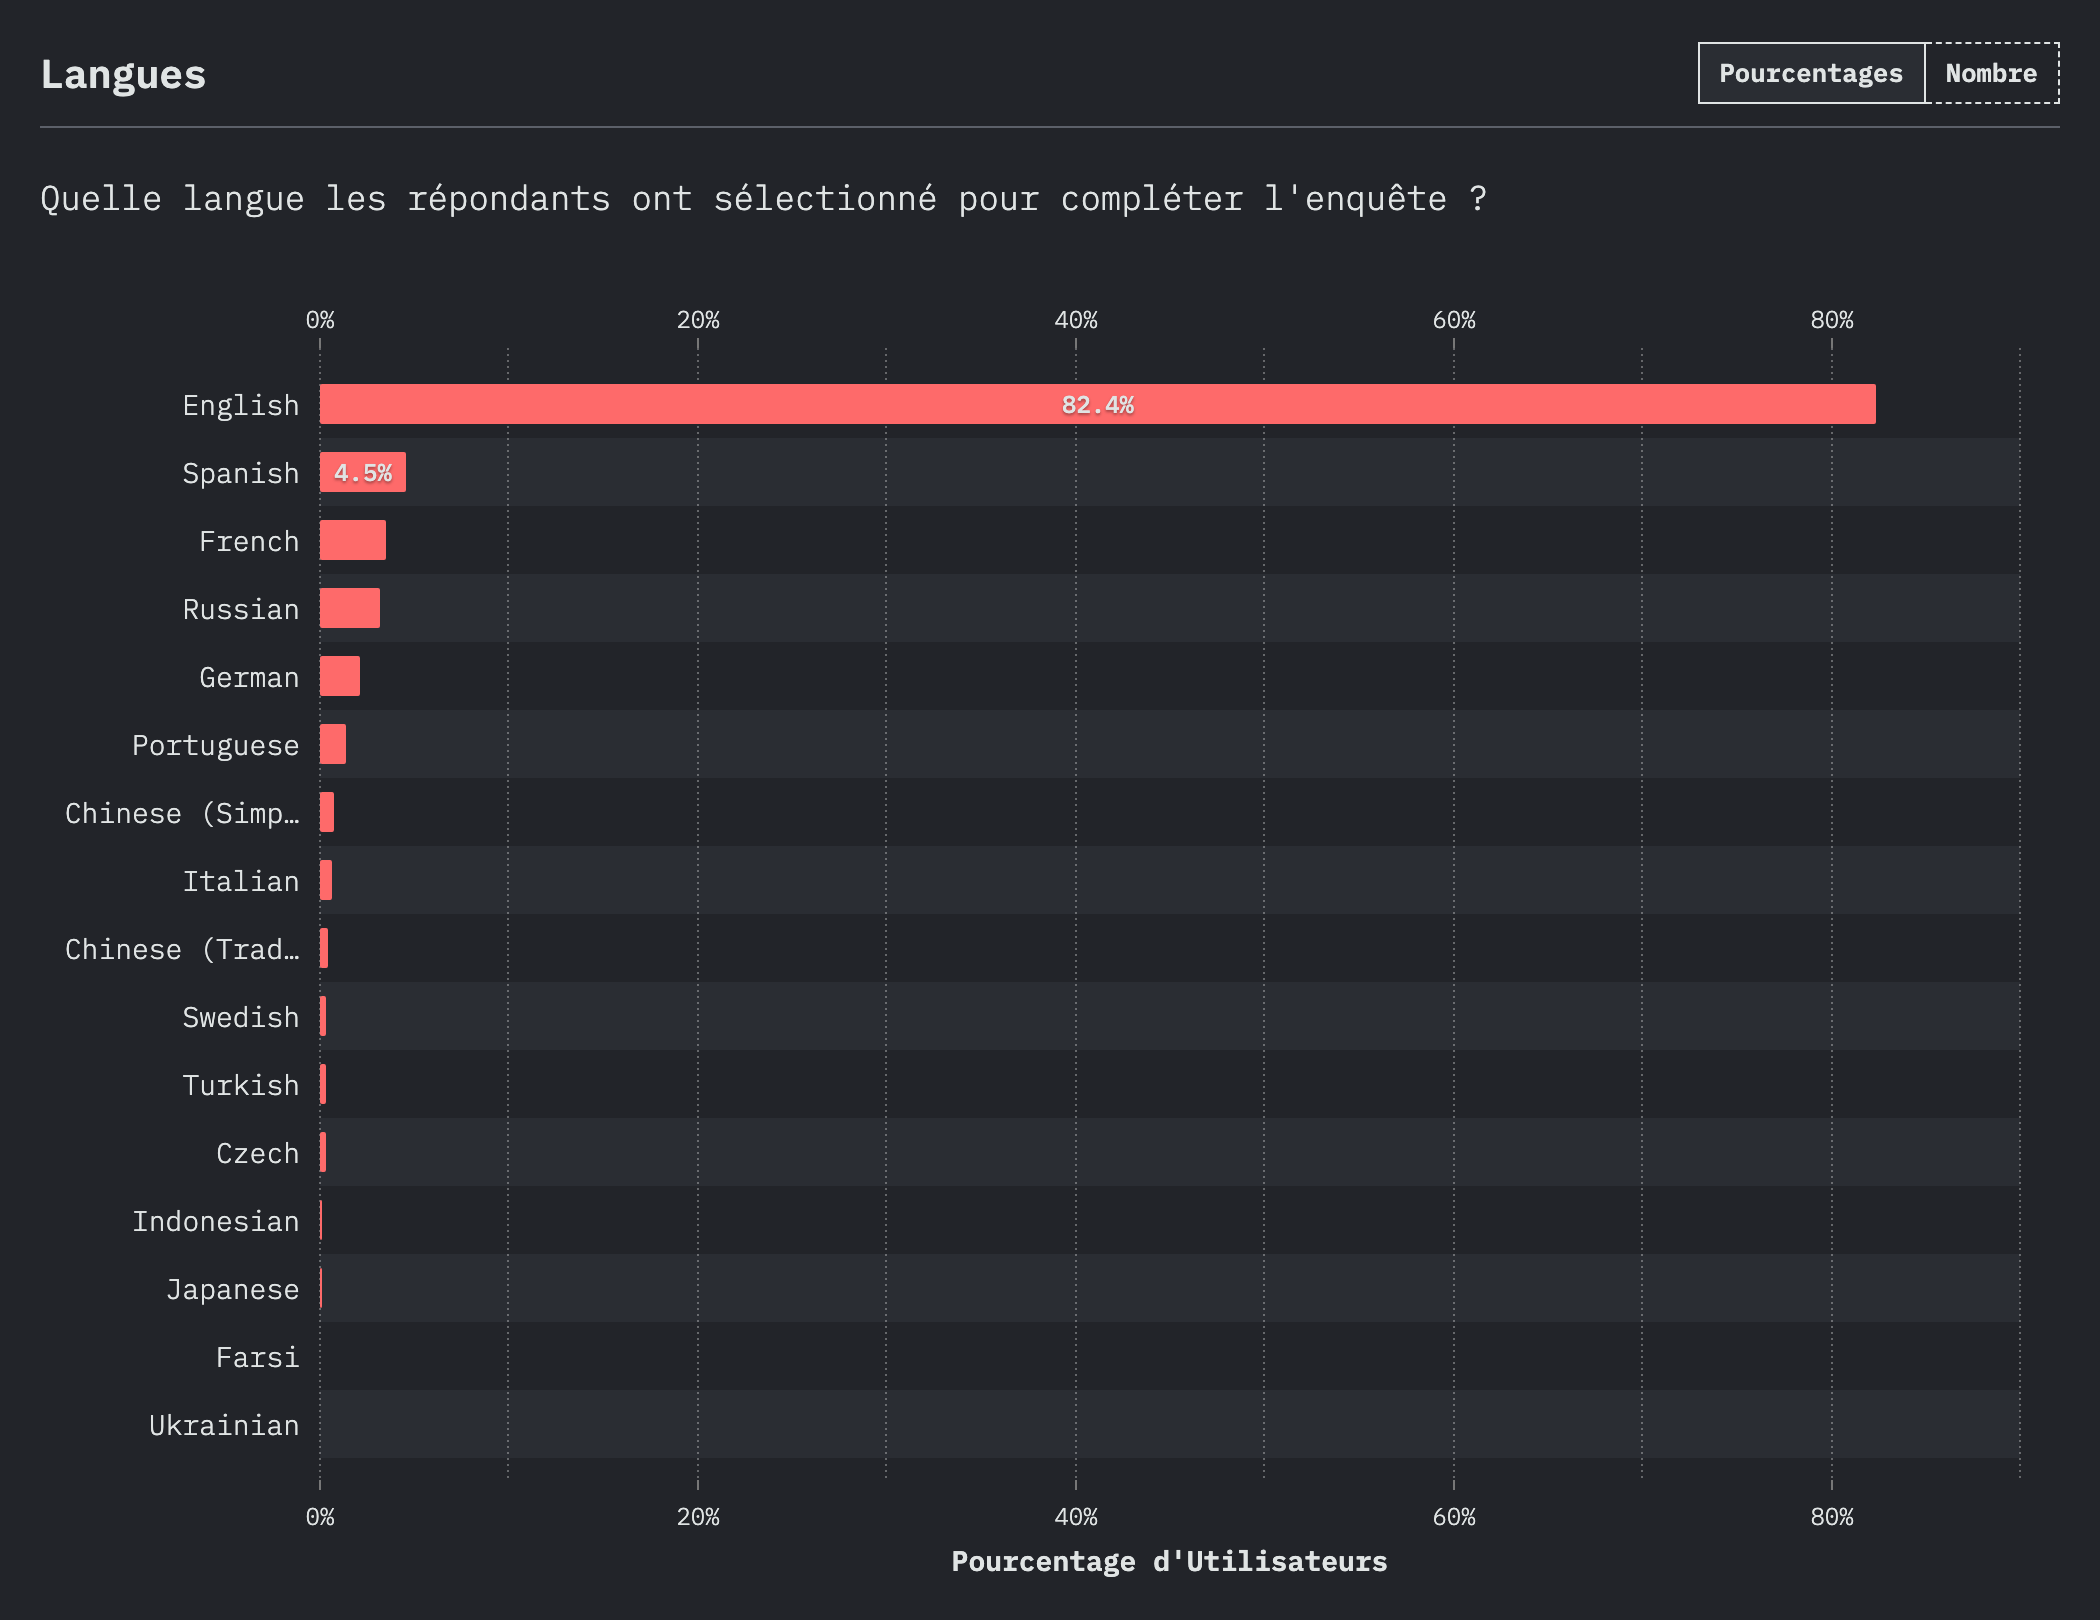 Langues
Pourcentages Nombre
Quelle langue les répondants ont sélectionné pour compléter l'enquête ?
0% 20% 40% 60% 80%
English 82.4%
Spanish 4.5%
French
Russian
German
Portuguese
Chinese (Simp…
Italian
Chinese (Trad…
Swedish
Turkish
Czech
Indonesian
Japanese
Farsi
Ukrainian
0% 20% 40% 60% 80%
Pourcentage d'Utilisateurs